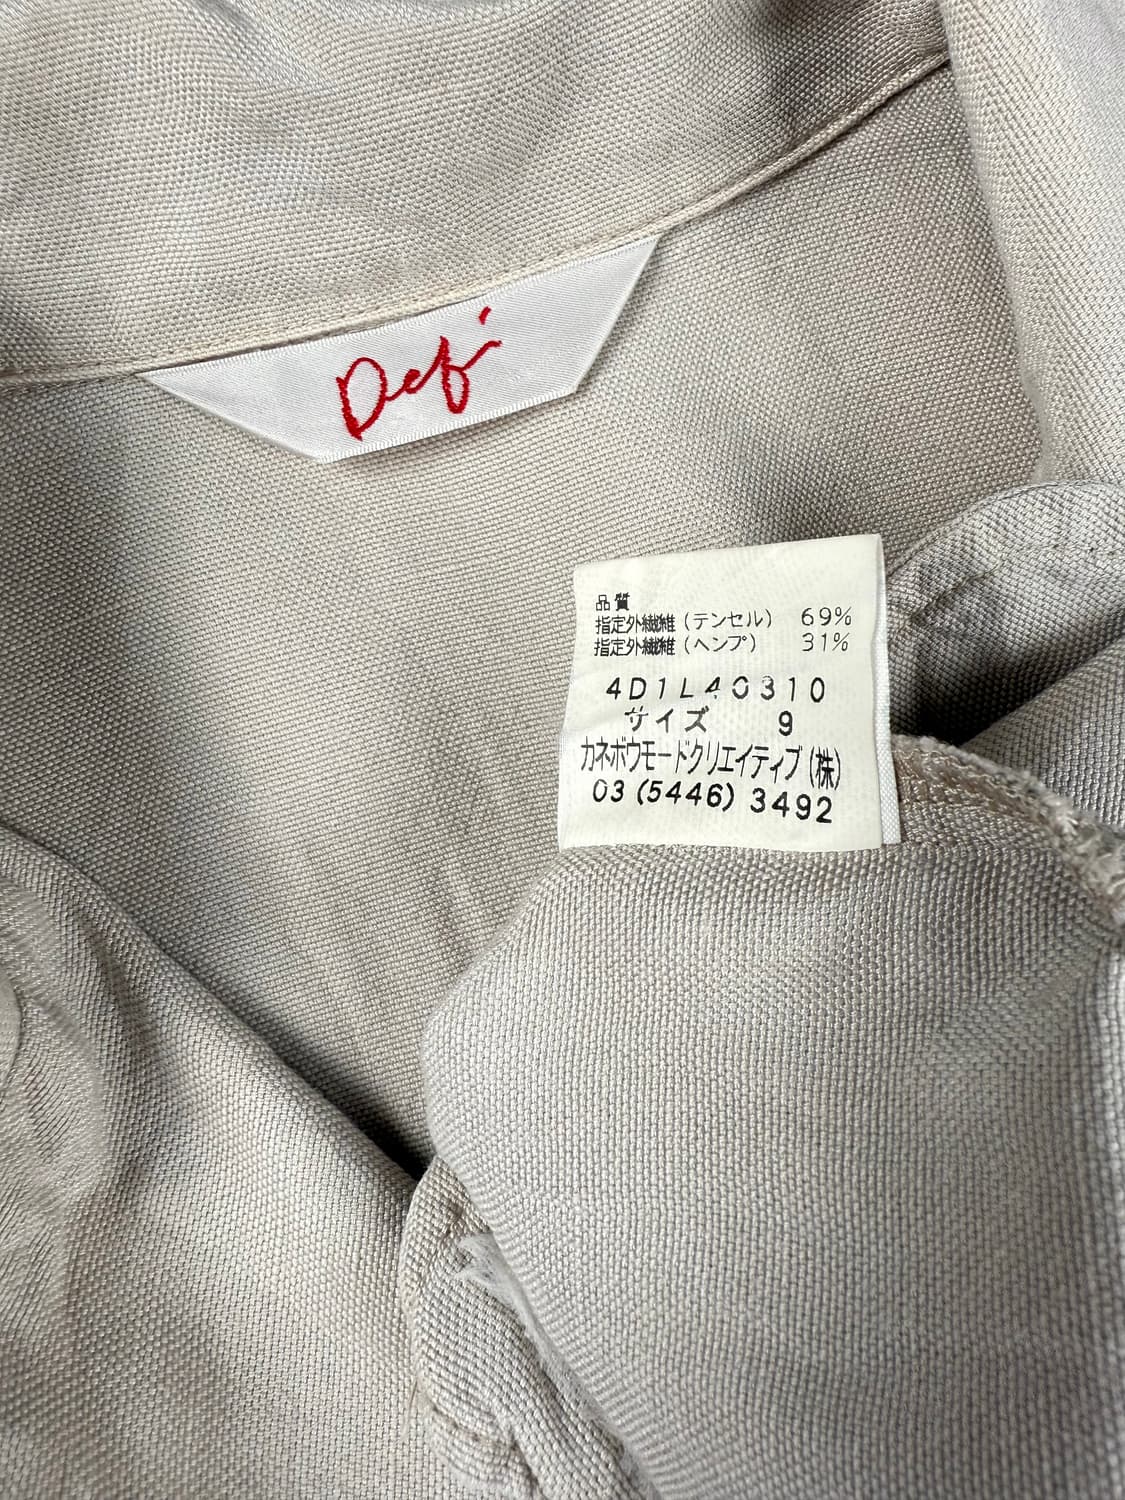 Defi
品質
指定外繊維(テンセル) 69%
指定外繊維(ヘンプ) 31%
4D1L40310
サイズ 9
カネボウモードクリエイティブ(株)
03(5446)3492